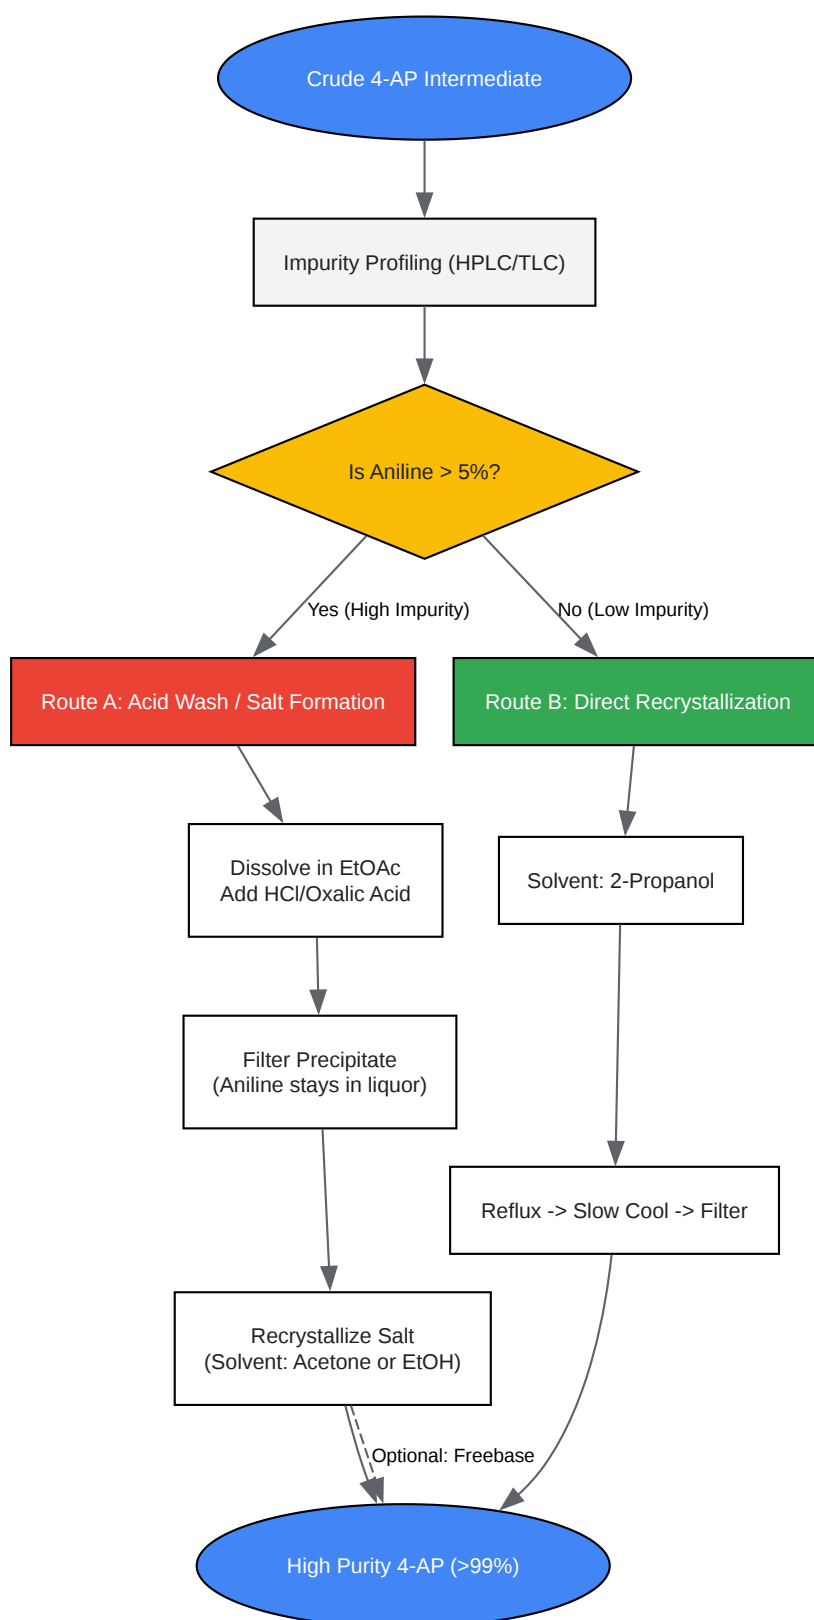 Crude 4-AP Intermediate
Impurity Profiling (HPLC/TLC)
Is Aniline > 5%?
Yes (High Impurity)
No (Low Impurity)
Route A: Acid Wash / Salt Formation
Route B: Direct Recrystallization
Dissolve in EtOAc
Add HCl/Oxalic Acid
Solvent: 2-Propanol
Filter Precipitate
(Aniline stays in liquor)
Reflux -> Slow Cool -> Filter
Recrystallize Salt
(Solvent: Acetone or EtOH)
Optional: Freebase
High Purity 4-AP (>99%)